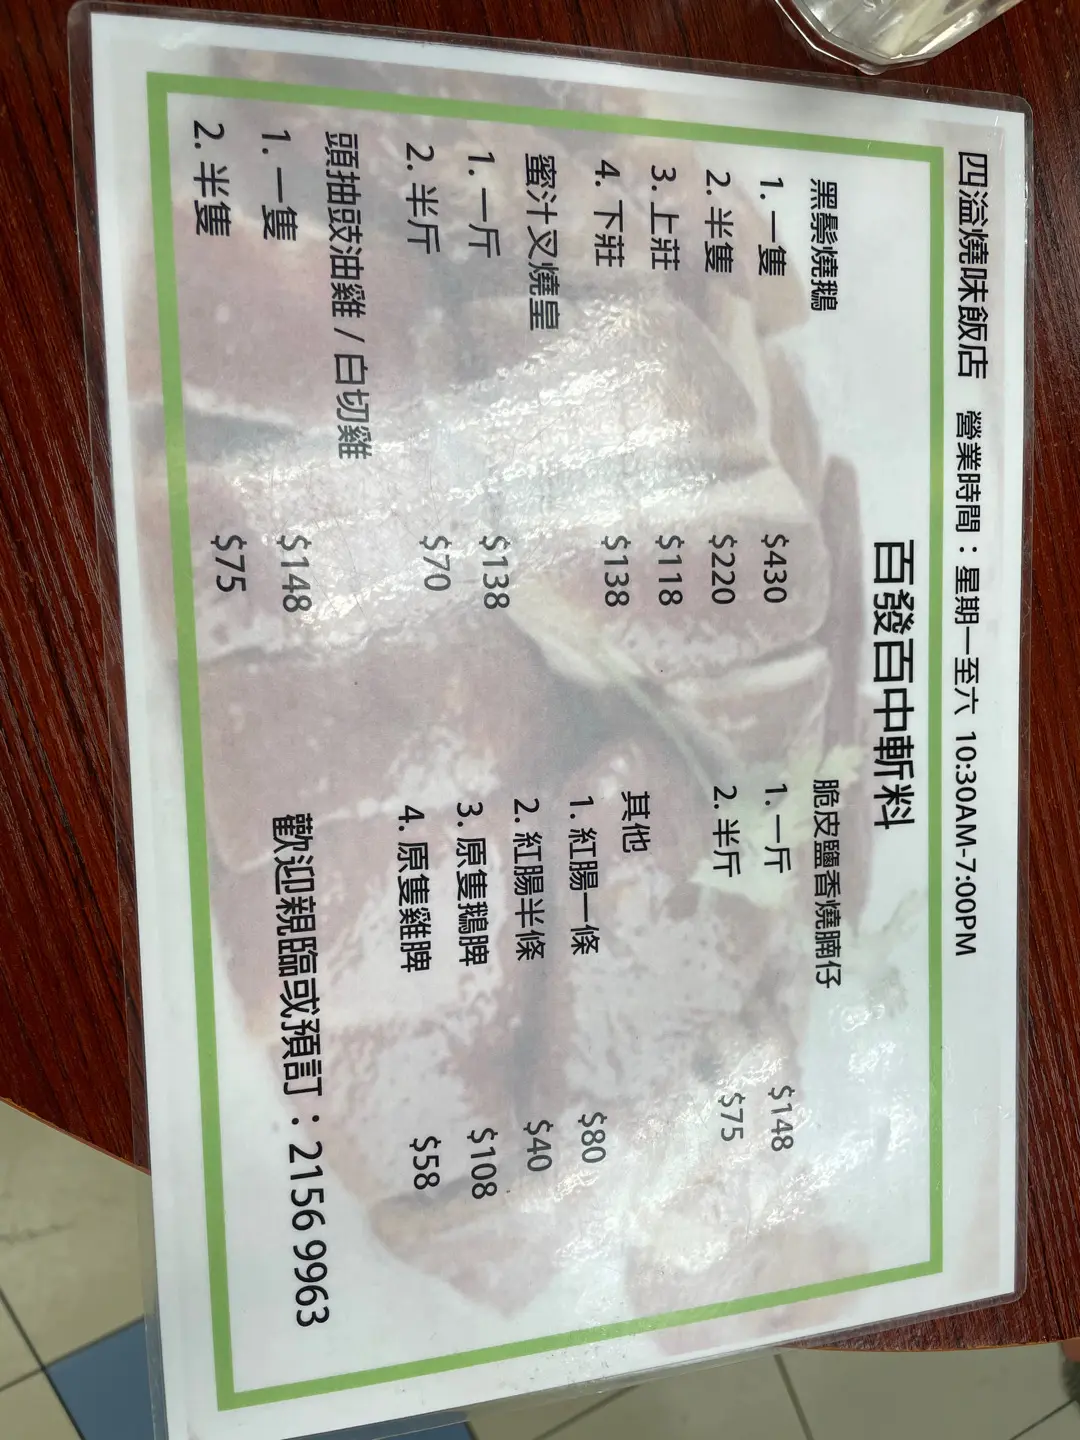 四溢燒味飯店 營業時間：星期一至六 10:30AM-7:00PM
百發百中斬料
黑鬃燒鵝
1. 一隻 $430
2. 半隻 $220
3. 上莊 $118
4. 下莊 $138
蜜汁叉燒皇
1. 一斤 $138
2. 半斤 $70
頭抽豉油雞 / 白切雞
1. 一隻 $148
2. 半隻 $75
脆皮鹽香燒腩仔
1. 一斤 $148
2. 半斤 $75
其他
1. 紅腸一條 $80
2. 紅腸半條 $40
3. 原隻鵝脾 $108
4. 原隻雞脾 $58
歡迎親臨或預訂：2156 9963